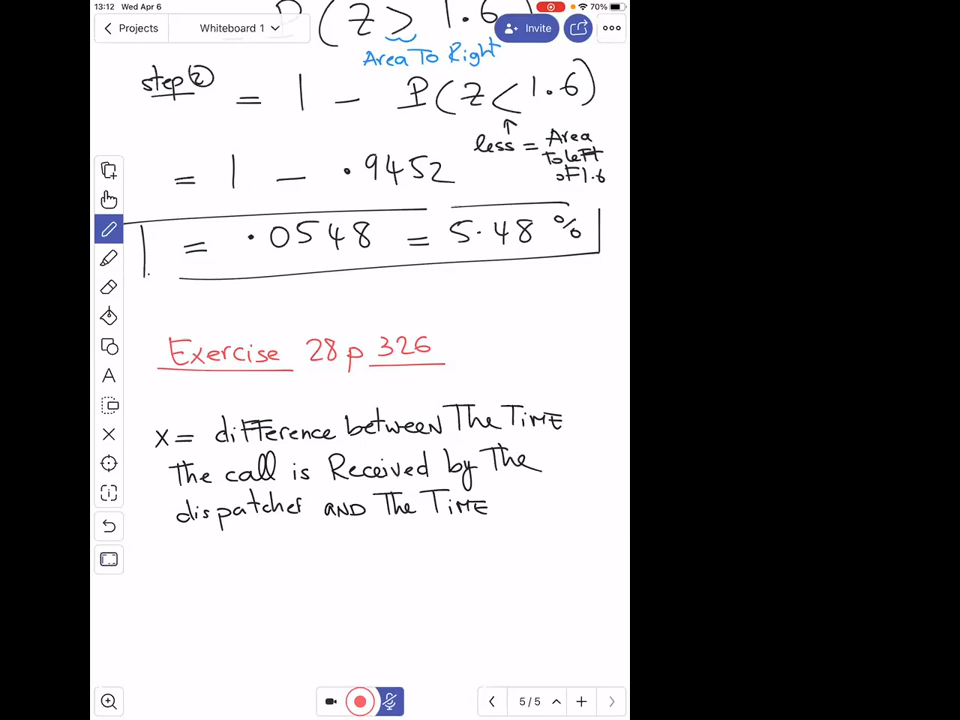 13:12 Wed Apr 6
70%
Projects
Whiteboard 1
Invite
P(Z > 1.6)
Area To Right
step ②
= 1 - P(Z < 1.6)
less = Area
to left
of 1.6
= 1 - .9452
= .0548 = 5.48 %
Exercise 28 p 326
x = difference between The TIME
The call is Received by The
dispatcher AND The TIME
A
5/5